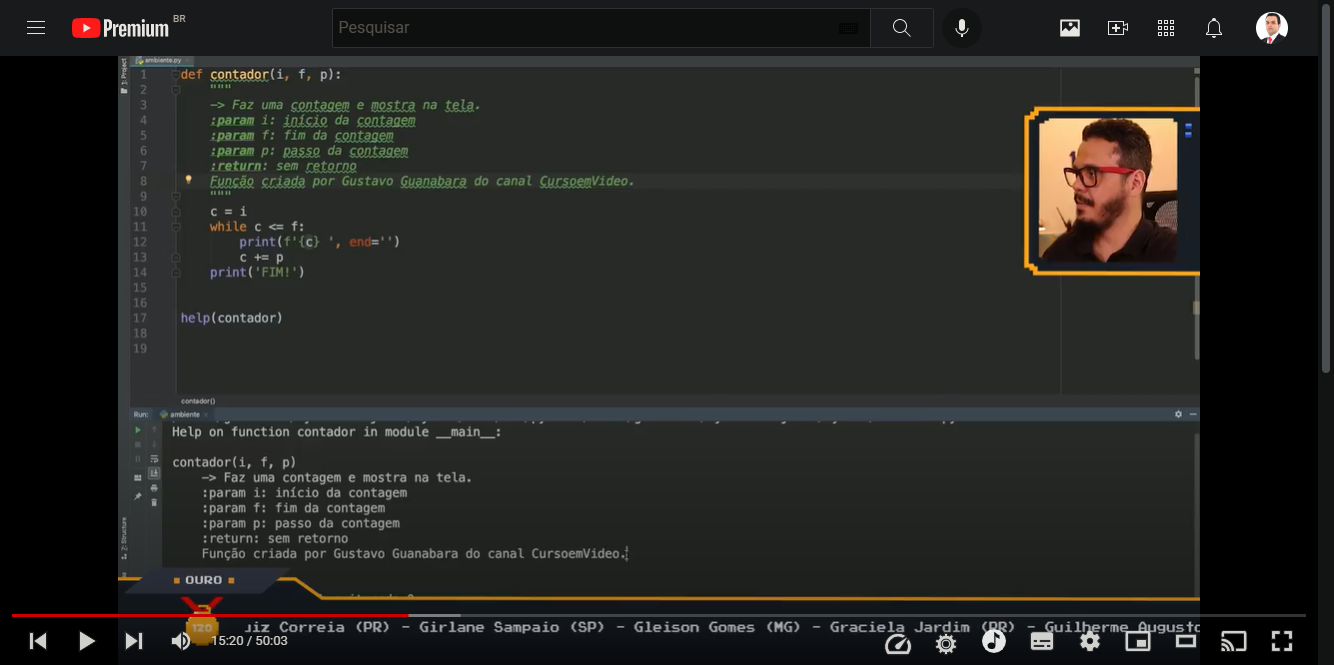 Premium BR
Pesquisar
ambiente.py
1: Project
1 def contador(i, f, p):
2 """
3 —> Faz uma contagem e mostra na tela.
4 :param i: início da contagem
5 :param f: fim da contagem
6 :param p: passo da contagem
7 :return: sem retorno
8 Função criada por Gustavo Guanabara do canal CursoemVideo.
9 """
10 c = i
11 while c <= f:
12 print(f'{c} ', end='')
13 c += p
14 print('FIM!')
15
16
17 help(contador)
18
19
contador()
Run: ambiente
Help on function contador in module __main__:
contador(i, f, p)
—> Faz uma contagem e mostra na tela.
:param i: início da contagem
:param f: fim da contagem
:param p: passo da contagem
:return: sem retorno
Função criada por Gustavo Guanabara do canal CursoemVideo.
Z: Structure
OURO
120
uiz Correia (PR) - Girlane Sampaio (SP) - Gleison Gomes (MG) - Graciela Jardim (PR) - Guilherme Augusto
15:20 / 50:03